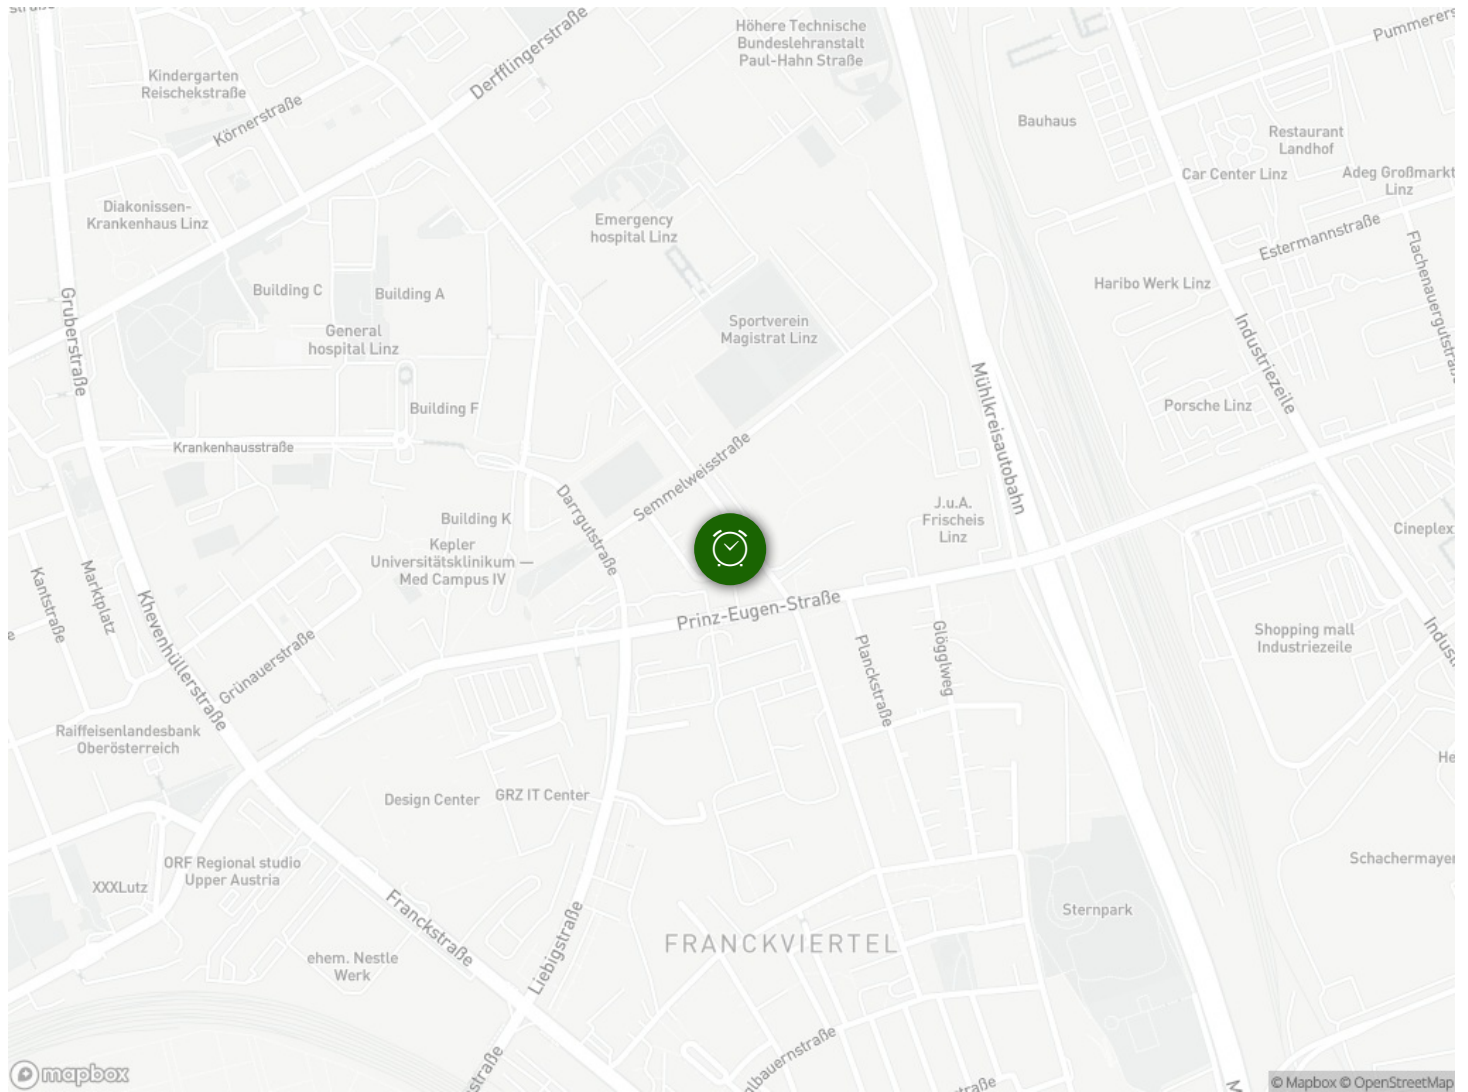 Höhere Technische
Bundeslehranstalt
Paul-Hahn Straße
Derfflingerstraße
Kindergarten
Reischekstraße
Körnerstraße
Bauhaus
Restaurant
Landhof
Car Center Linz
Adeg Großmarkt
Linz
Diakonissen-
Krankenhaus Linz
Emergency
hospital Linz
Estermannstraße
Flachenauergutstraße
Building C
Building A
Haribo Werk Linz
Gruberstraße
General
hospital Linz
Sportverein
Magistrat Linz
Industriezeile
Mühlkreisautobahn
Building F
Porsche Linz
Krankenhausstraße
Semmelweisstraße
Darrgutstraße
Building K
J.u.A.
Frischeis
Linz
Cineplex
Kepler
Universitätsklinikum —
Med Campus IV
Kantstraße
Marktplatz
Khevenhüllerstraße
Grünauerstraße
Prinz-Eugen-Straße
Planckstraße
Glögglweg
Shopping mall
Industriezeile
Raiffeisenlandesbank
Oberösterreich
Design Center
GRZ IT Center
ORF Regional studio
Upper Austria
XXXLutz
Schachermayer
Franckstraße
Liebigstraße
Sternpark
FRANCKVIERTEL
ehem. Nestle
Werk
mapbox
© Mapbox © OpenStreetMap